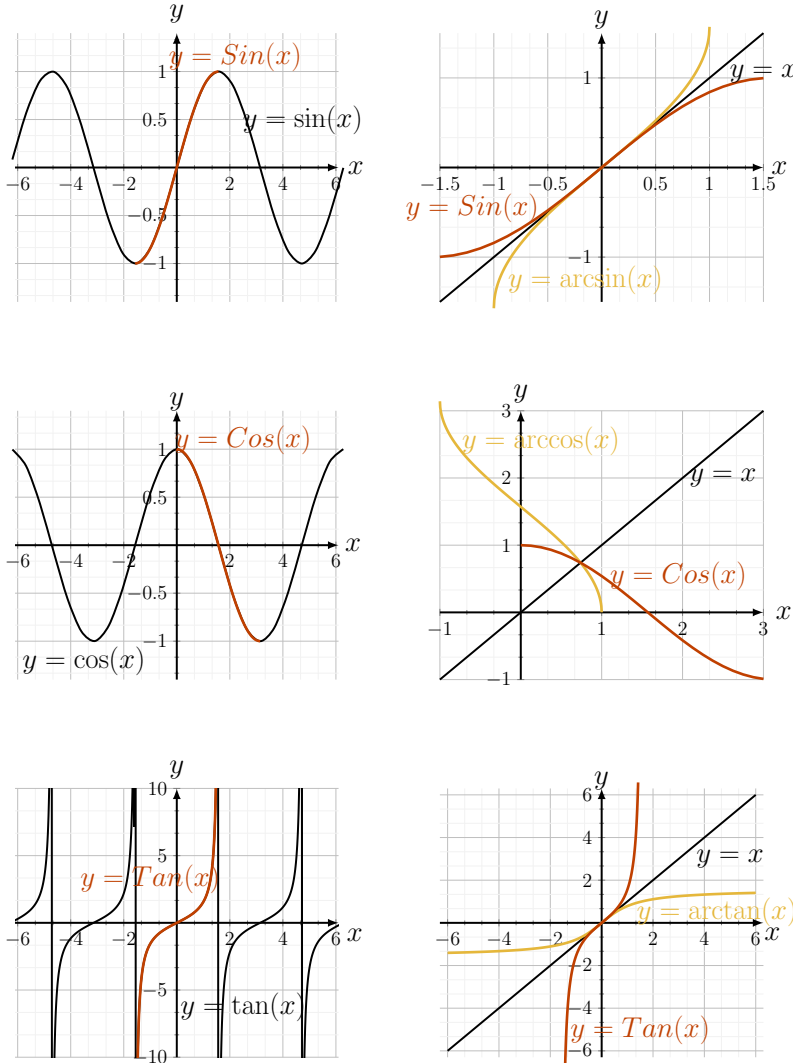 y
y = Sin(x)
1
0.5
y = sin(x)
x
−6
−2
2
6
−4
4
−0.5
−1
y
y = x
1
x
−1.5
−1
−0.5
0.5
1
1.5
y = Sin(x)
−1
y = arcsin(x)
y
y = Cos(x)
1
0.5
x
−6
−4
−2
2
4
6
−0.5
−1
y = cos(x)
y
3
y = arccos(x)
y = x
2
1
y = Cos(x)
x
−1
1
2
3
−1
y
10
5
y = Tan(x)
x
−6
−4
−2
2
4
6
−5
y = tan(x)
−10
y
6
4
y = x
2
y = arctan(x)
x
−6
−4
−2
2
4
6
−2
−4
y = Tan(x)
−6